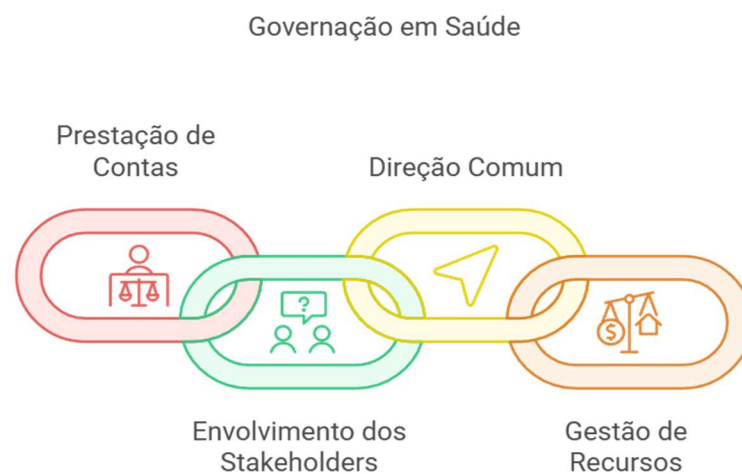 Governação em Saúde
Prestação de
Contas
Direção Comum
?
$
Envolvimento dos
Stakeholders
Gestão de
Recursos